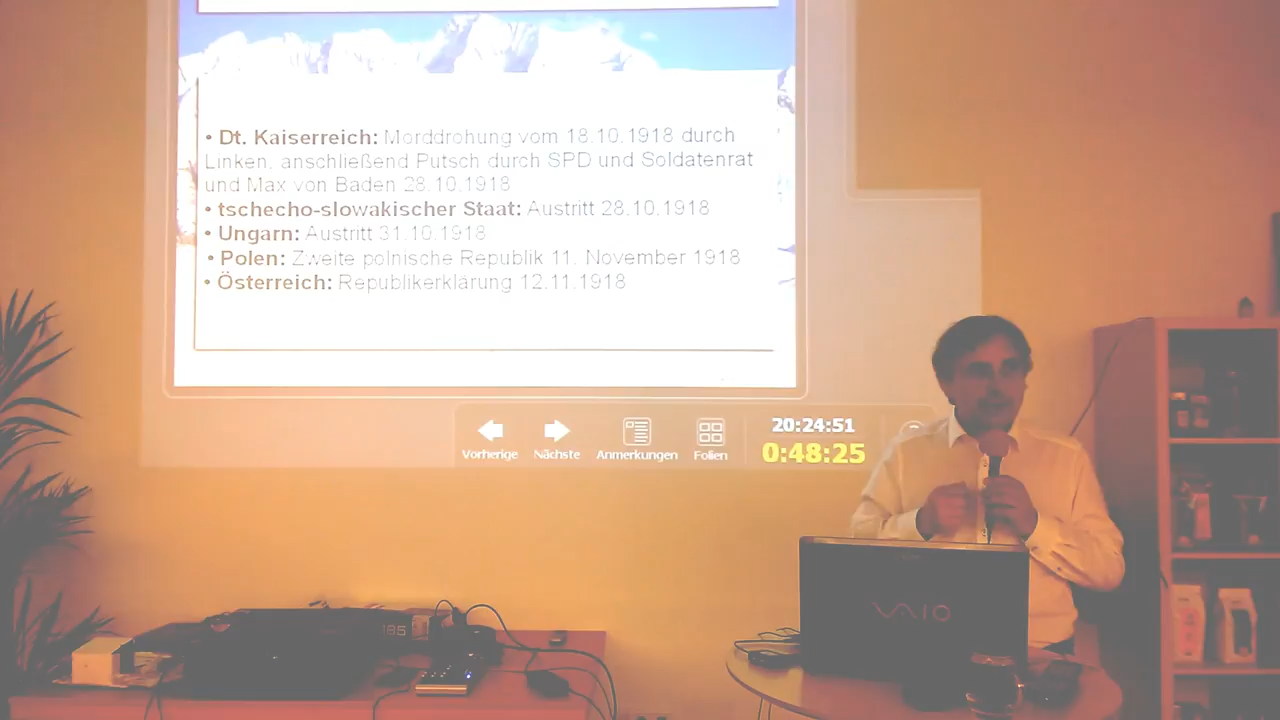 • Dt. Kaiserreich: Morddrohung vom 18.10.1918 durch
Linken, anschließend Putsch durch SPD und Soldatenrat
und Max von Baden 28.10.1918
• tschecho-slowakischer Staat: Austritt 28.10.1918
• Ungarn: Austritt 31.10.1918
• Polen: Zweite polnische Republik 11. November 1918
• Österreich: Republikerklärung 12.11.1918
Vorherige Nächste Anmerkungen Folien
20:24:51
0:48:25
VAIO